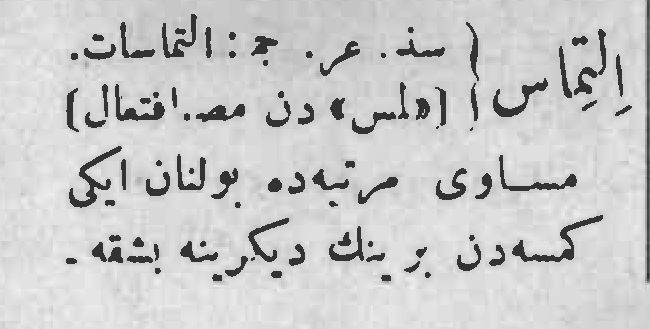 اِلتِماس { سذ. عر. جـ : التماسات.
[«لمس» دن مصـ. افتعال]
مساوی مرتبه‌ده بولنان ایکی
کمسه‌دن برینك دیکرینه بشقه ـ